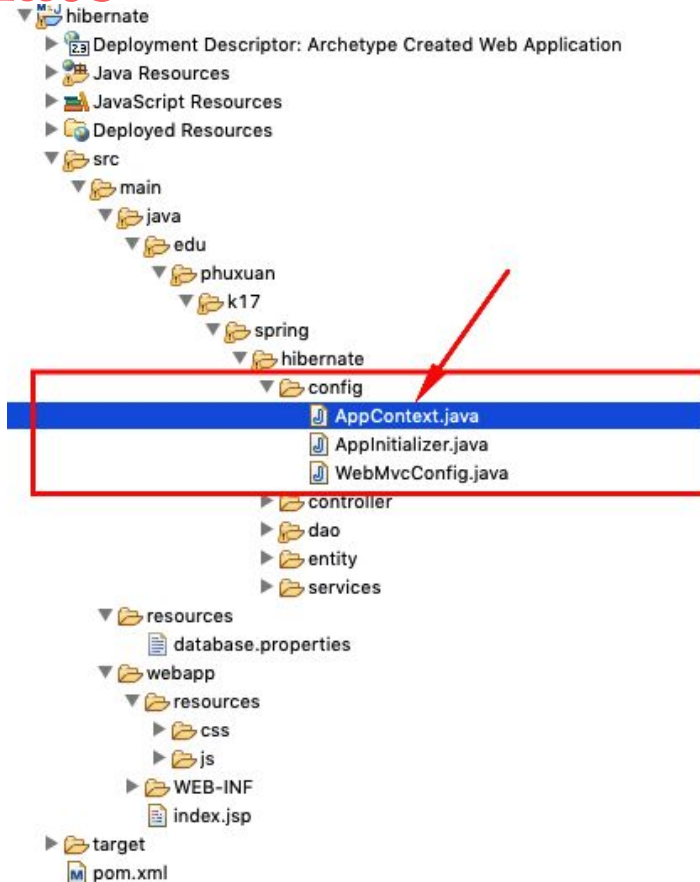 hibernate
Deployment Descriptor: Archetype Created Web Application
Java Resources
JavaScript Resources
Deployed Resources
src
main
java
edu
phuxuan
k17
spring
hibernate
config
AppContext.java
AppInitializer.java
WebMvcConfig.java
controller
dao
entity
services
resources
database.properties
webapp
resources
css
js
WEB-INF
index.jsp
target
pom.xml